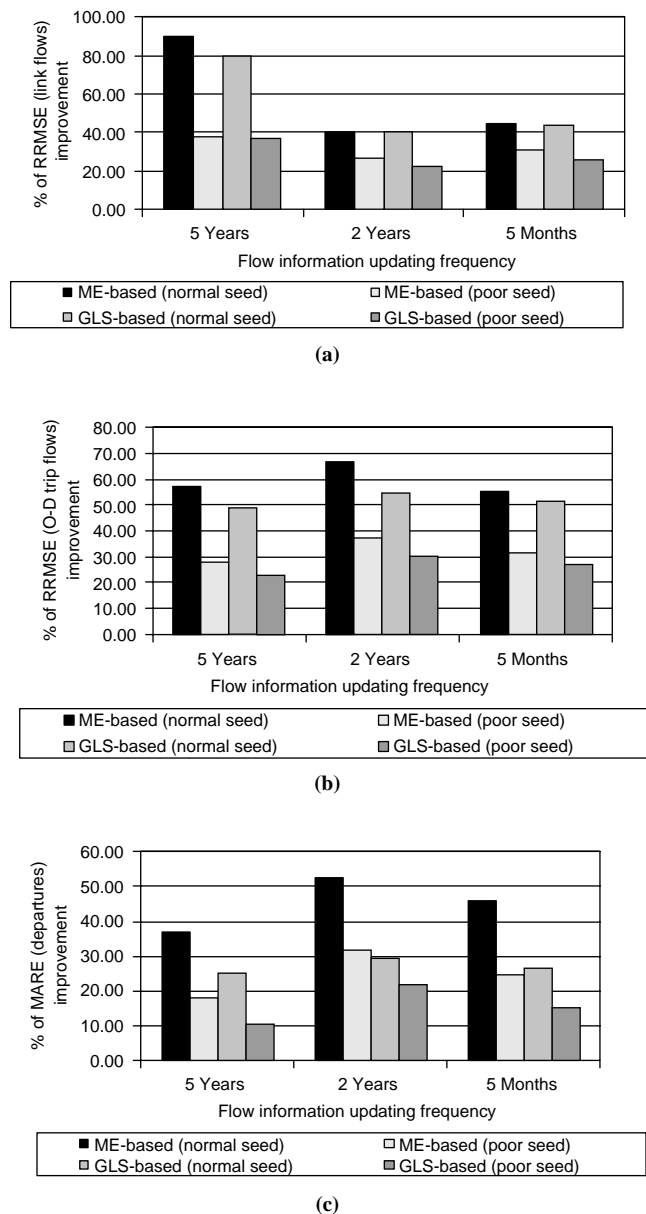 100.00
80.00
60.00
40.00
20.00
0.00
% of RRMSE (link flows)
improvement
5 Years 2 Years 5 Months
Flow information updating frequency
ME-based (normal seed) ME-based (poor seed)
GLS-based (normal seed) GLS-based (poor seed)
(a)
80.00
70.00
60.00
50.00
40.00
30.00
20.00
10.00
0.00
% of RRMSE (O-D trip flows)
improvement
5 Years 2 Years 5 Months
Flow information updating frequency
ME-based (normal seed) ME-based (poor seed)
GLS-based (normal seed) GLS-based (poor seed)
(b)
60.00
50.00
40.00
30.00
20.00
10.00
0.00
% of MARE (departures)
improvement
5 Years 2 Years 5 Months
Flow information updating frequency
ME-based (normal seed) ME-based (poor seed)
GLS-based (normal seed) GLS-based (poor seed)
(c)